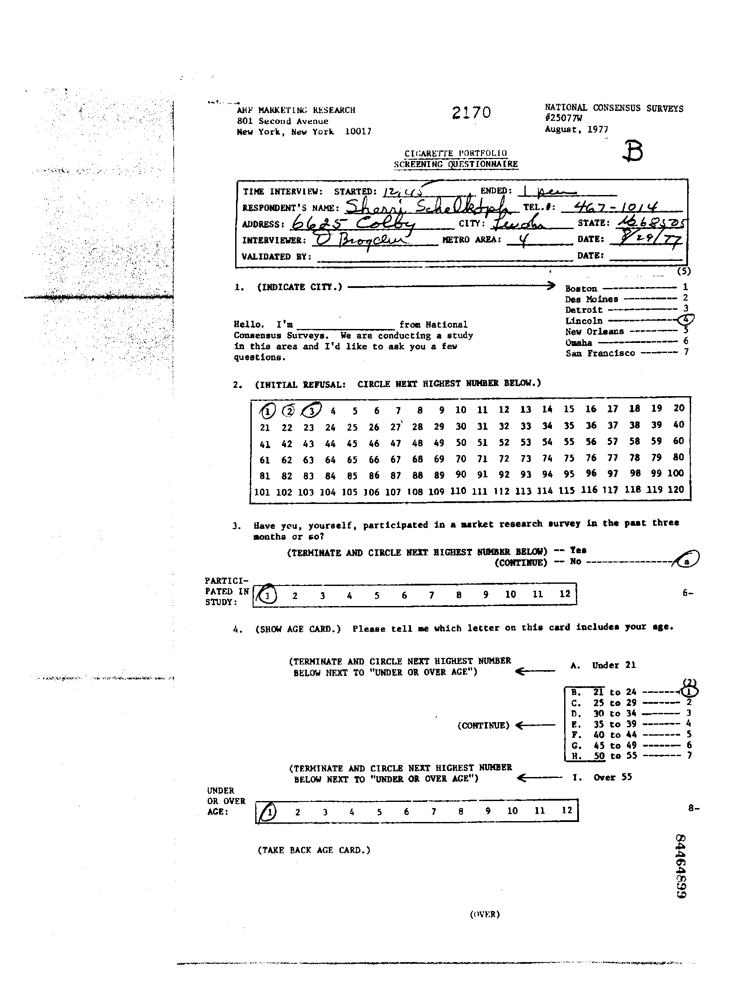 AHF MARKETING RESEARCH
801 Second Avenue
New York, New York 10017
2170
NATIONAL CONSENSUS SURVEYS
#25077W
August, 1977
B
CIGARETTE PORTFOLIO
SCREENING QUESTIONNAIRE
TIME INTERVIEW: STARTED: 12:45 ENDED: 1
RESPONDENT'S NAME: Sherri TEL.#: 467-1014
ADDRESS: 6625 Colby CITY: STATE:
INTERVIEWER: METRO AREA: 4 DATE: 8/29/77
VALIDATED BY: DATE:
(5)
1. (INDICATE CITY.)
Boston 1
Des Moines 2
Detroit 3
Lincoln 4
New Orleans 5
Omaha 6
San Francisco 7
Hello. I'm ______________ from National
Consensus Surveys. We are conducting a study
in this area and I'd like to ask you a few
questions.
2. (INITIAL REFUSAL: CIRCLE NEXT HIGHEST NUMBER BELOW.)
1 2 3 4 5 6 7 8 9 10 11 12 13 14 15 16 17 18 19 20
21 22 23 24 25 26 27 28 29 30 31 32 33 34 35 36 37 38 39 40
41 42 43 44 45 46 47 48 49 50 51 52 53 54 55 56 57 58 59 60
61 62 63 64 65 66 67 68 69 70 71 72 73 74 75 76 77 78 79 80
81 82 83 84 85 86 87 88 89 90 91 92 93 94 95 96 97 98 99 100
101 102 103 104 105 106 107 108 109 110 111 112 113 114 115 116 117 118 119 120
3. Have you, yourself, participated in a market research survey in the past three
months or so?
(TERMINATE AND CIRCLE NEXT HIGHEST NUMBER BELOW) -- Yes
(CONTINUE) -- No
PARTICI-
PATED IN
STUDY:
1 2 3 4 5 6 7 8 9 10 11 12
6-
4. (SHOW AGE CARD.) Please tell me which letter on this card includes your age.
(TERMINATE AND CIRCLE NEXT HIGHEST NUMBER
BELOW NEXT TO "UNDER OR OVER AGE")
A. Under 21
(CONTINUE)
B. 21 to 24 1
C. 25 to 29 2
D. 30 to 34 3
E. 35 to 39 4
F. 40 to 44 5
G. 45 to 49 6
H. 50 to 55 7
(TERMINATE AND CIRCLE NEXT HIGHEST NUMBER
BELOW NEXT TO "UNDER OR OVER AGE")
I. Over 55
UNDER
OR OVER
AGE:
1 2 3 4 5 6 7 8 9 10 11 12
8-
(TAKE BACK AGE CARD.)
84464899
(OVER)